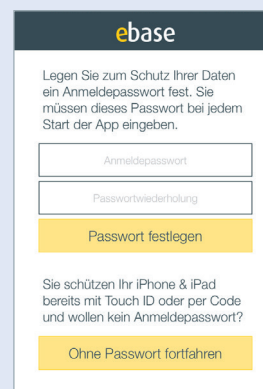 ebase
Legen Sie zum Schutz Ihrer Daten
ein Anmeldepasswort fest. Sie
müssen dieses Passwort bei jedem
Start der App eingeben.
Anmeldepasswort
Passwortwiederholung
Passwort festlegen
Sie schützen Ihr iPhone & iPad
bereits mit Touch ID oder per Code
und wollen kein Anmeldepasswort?
Ohne Passwort fortfahren